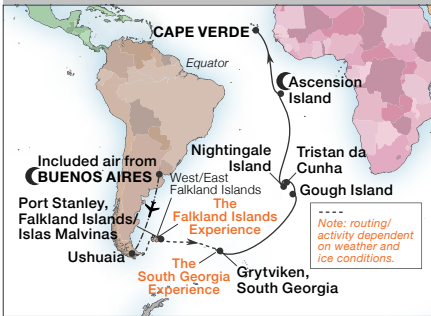 CAPE VERDE
Equator
Ascension
Island
Nightingale
Island
Tristan da
Cunha
Gough Island
Included air from
BUENOS AIRES
West/East
Falkland Islands
Port Stanley,
Falkland Islands/
Islas Malvinas
The
Falkland Islands
Experience
Ushuaia
The
South Georgia
Experience
Grytviken,
South Georgia
Note: routing/
activity dependent
on weather and
ice conditions.